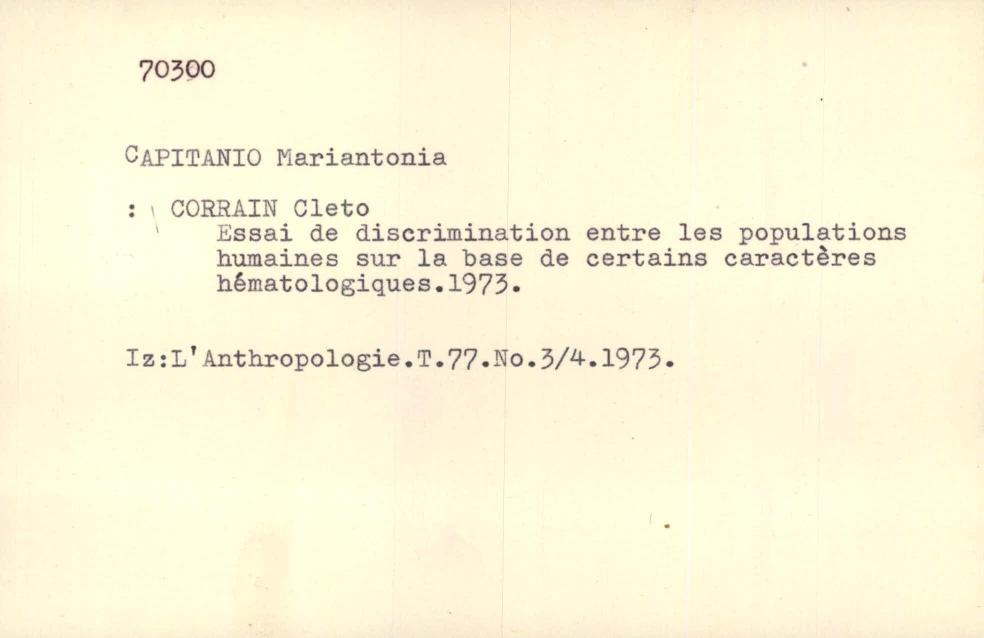 70300
CAPITANIO Mariantonia
: CORRAIN Cleto
Essai de discrimination entre les populations
humaines sur la base de certains caractères
hématologiques.1973.
Iz:L'Anthropologie.T.77.No.3/4.1973.